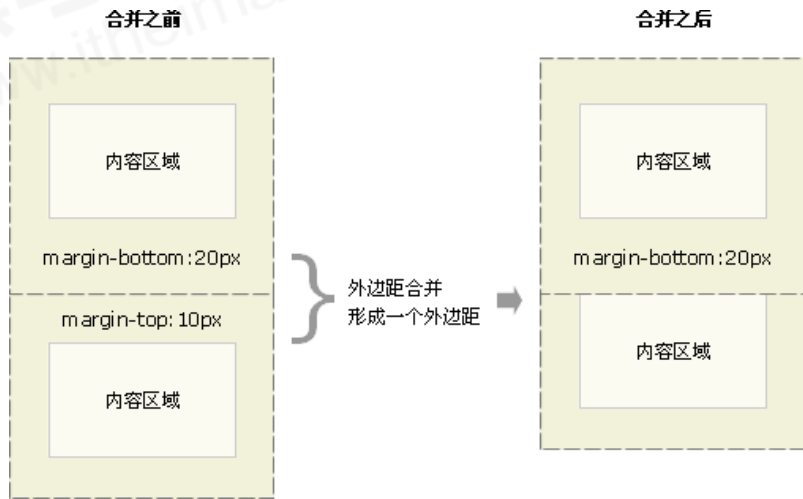 合并之前
合并之后
内容区域
margin-bottom:20px
margin-top:10px
内容区域
外边距合并
形成一个外边距
内容区域
margin-bottom:20px
内容区域